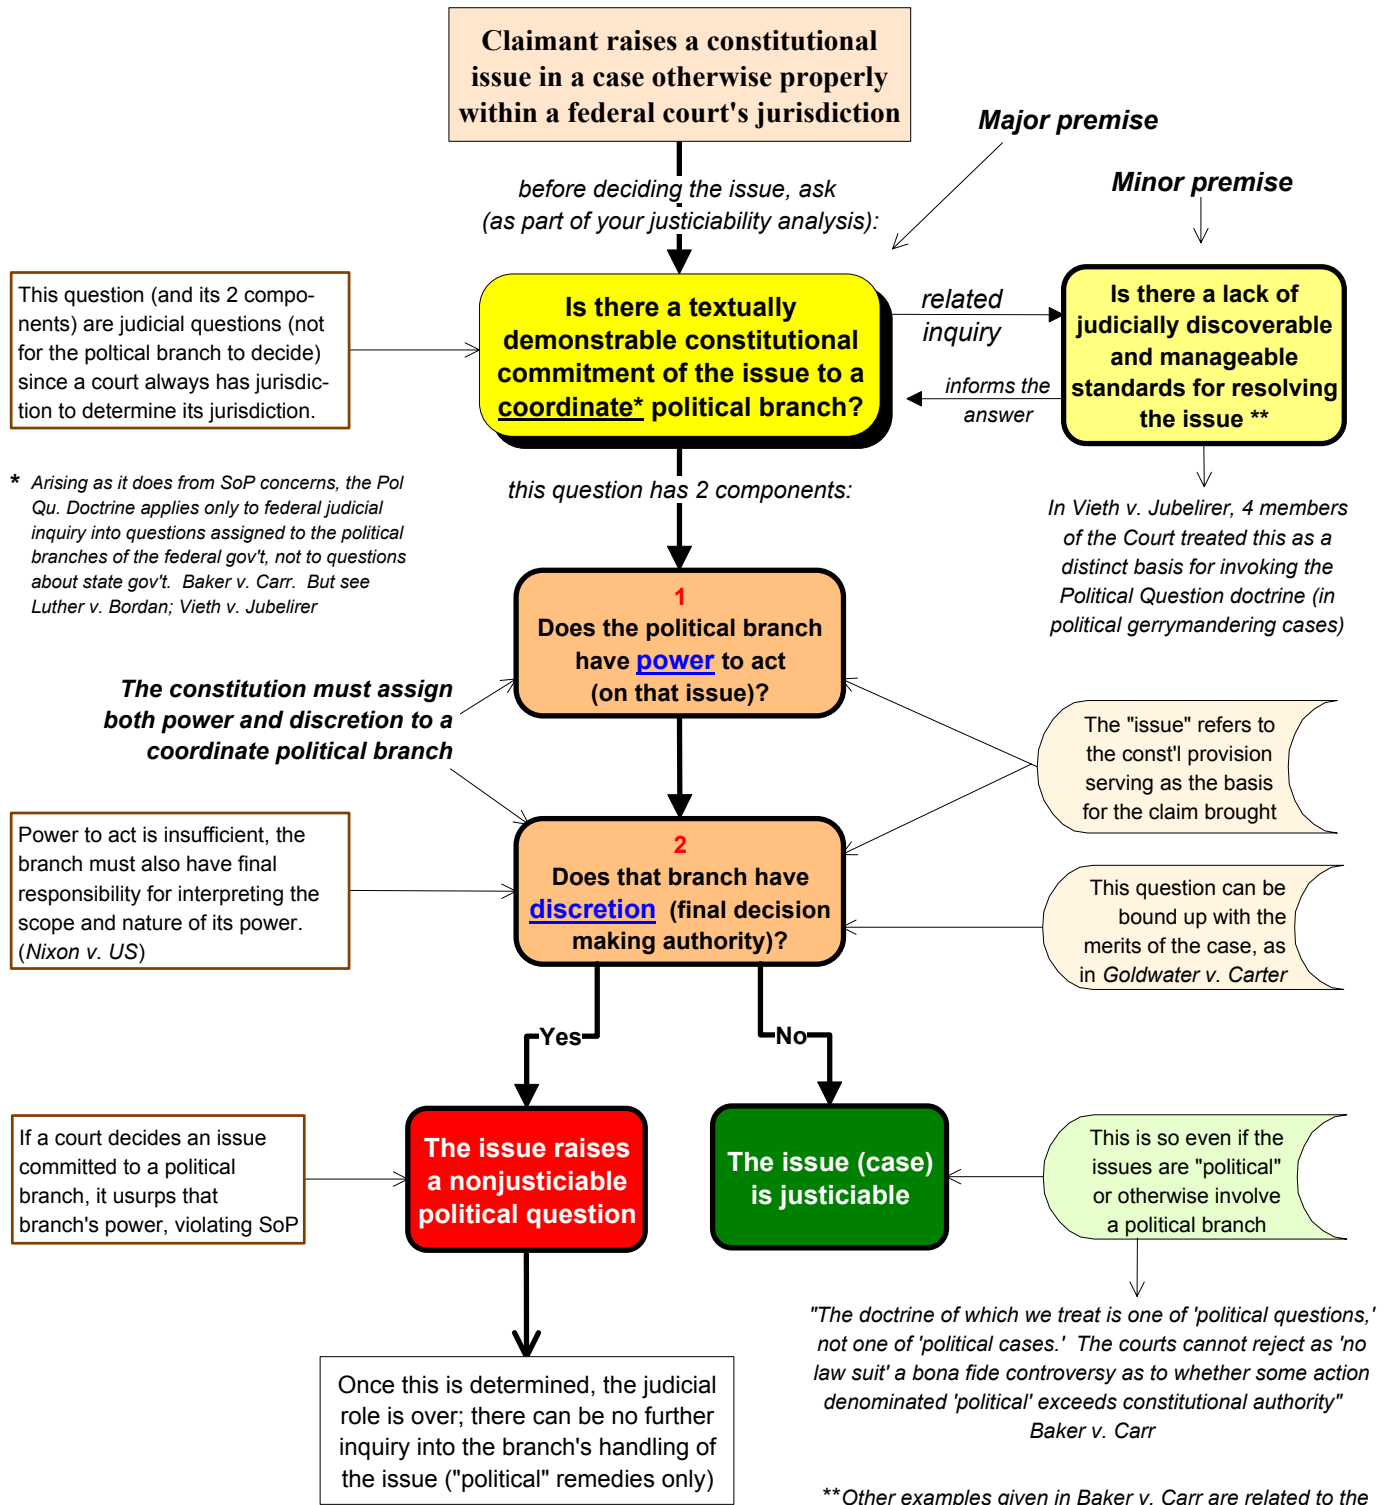 Claimant raises a constitutional
issue in a case otherwise properly
within a federal court's jurisdiction
Major premise
Minor premise
before deciding the issue, ask
(as part of your justiciability analysis):
This question (and its 2 compo-
nents) are judicial questions (not
for the poltical branch to decide)
since a court always has jurisdic-
tion to determine its jurisdiction.
Is there a textually
demonstrable constitutional
commitment of the issue to a
coordinate* political branch?
related
inquiry
informs the
answer
Is there a lack of
judicially discoverable
and manageable
standards for resolving
the issue **
* Arising as it does from SoP concerns, the Pol
Qu. Doctrine applies only to federal judicial
inquiry into questions assigned to the political
branches of the federal gov't, not to questions
about state gov't. Baker v. Carr. But see
Luther v. Bordan; Vieth v. Jubelirer
this question has 2 components:
In Vieth v. Jubelirer, 4 members
of the Court treated this as a
distinct basis for invoking the
Political Question doctrine (in
political gerrymandering cases)
1
Does the political branch
have power to act
(on that issue)?
The constitution must assign
both power and discretion to a
coordinate political branch
The "issue" refers to
the const'l provision
serving as the basis
for the claim brought
Power to act is insufficient, the
branch must also have final
responsibility for interpreting the
scope and nature of its power.
(Nixon v. US)
2
Does that branch have
discretion (final decision
making authority)?
This question can be
bound up with the
merits of the case, as
in Goldwater v. Carter
Yes
No
If a court decides an issue
committed to a political
branch, it usurps that
branch's power, violating SoP
The issue raises
a nonjusticiable
political question
The issue (case)
is justiciable
This is so even if the
issues are "political"
or otherwise involve
a political branch
Once this is determined, the judicial
role is over; there can be no further
inquiry into the branch's handling of
the issue ("political" remedies only)
"The doctrine of which we treat is one of 'political questions,'
not one of 'political cases.' The courts cannot reject as 'no
law suit' a bona fide controversy as to whether some action
denominated 'political' exceeds constitutional authority"
Baker v. Carr
**Other examples given in Baker v. Carr are related to the